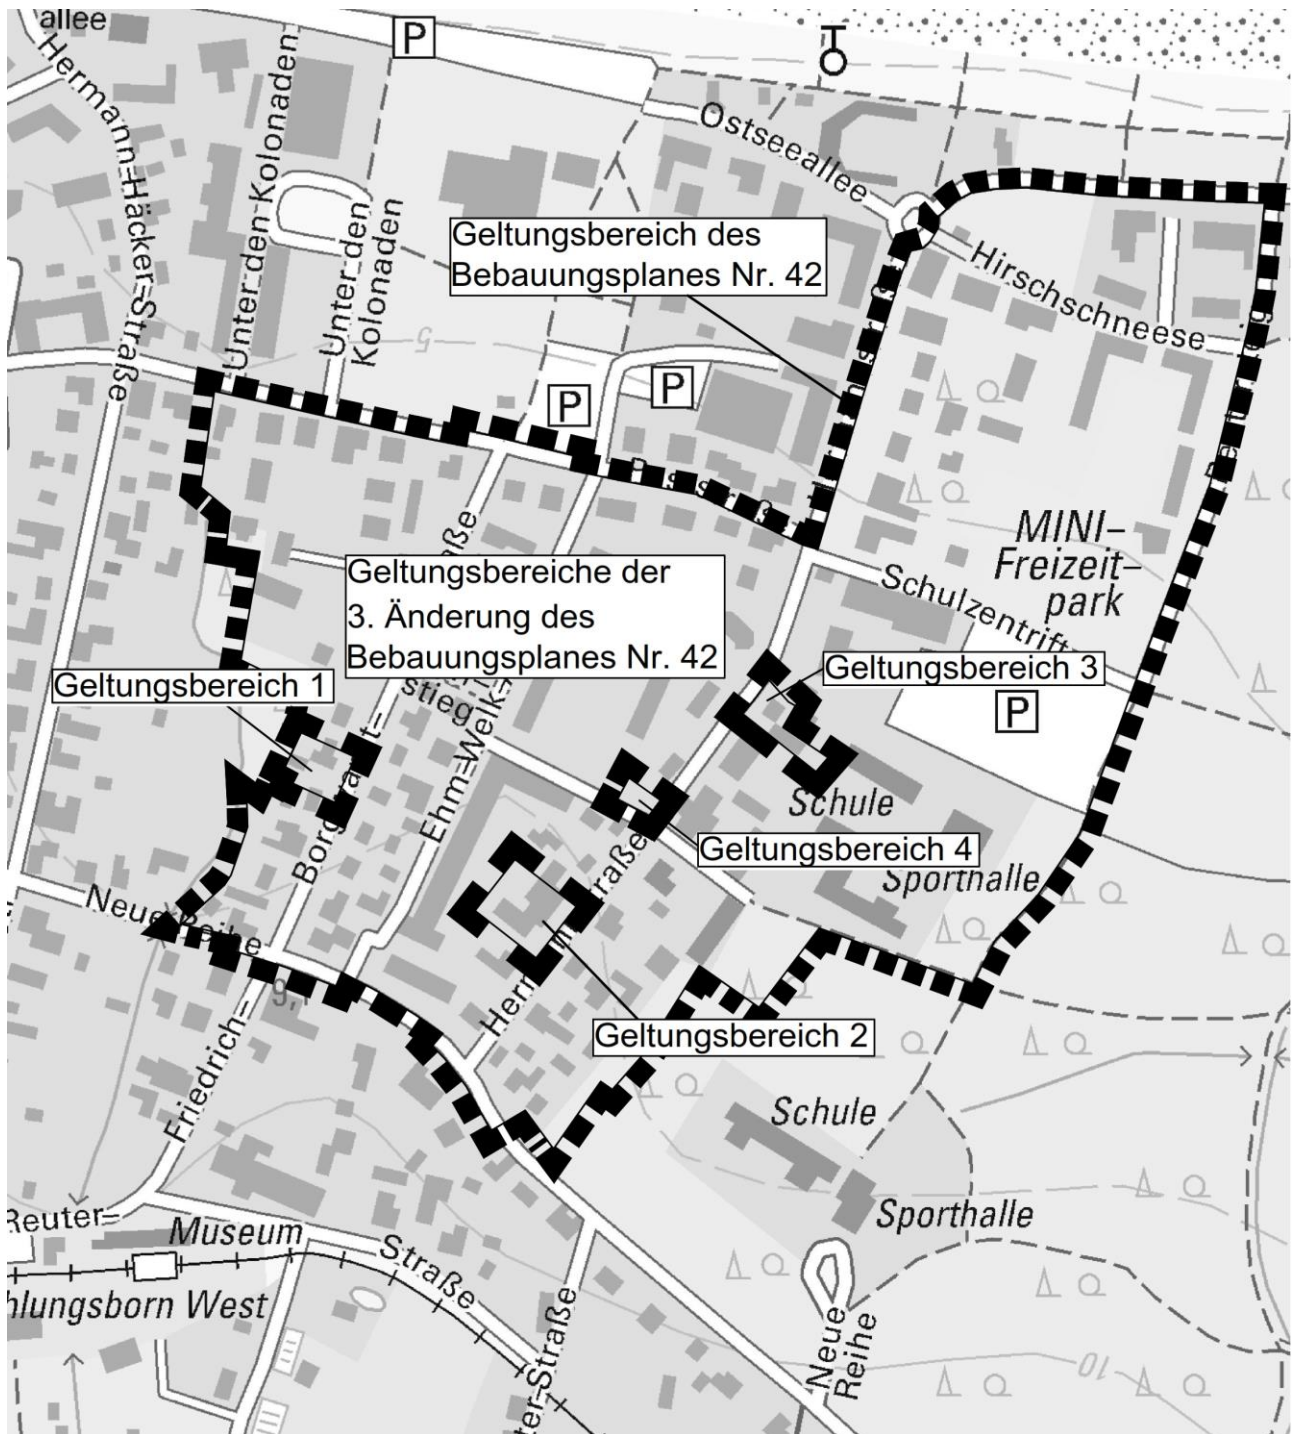 allee
P
Hermann-Häcker-Straße
Unter den Kolonaden
Unter den
Kolonaden
Ostseeallee
Geltungsbereich des
Bebauungsplanes Nr. 42
Hirschschneese
5
P
P
MINI-
Freizeit-
park
Schulzentrift
Geltungsbereiche der
3. Änderung des
Bebauungsplanes Nr. 42
stieg
Geltungsbereich 1
Geltungsbereich 3
P
Ehm-Welk-
Schule
Geltungsbereich 4
Sporthalle
Neue Reihe
Geltungsbereich 2
Friedrich-
Reuter-
Straße
Schule
Sporthalle
Museum
hlungsborn West
Neue
Reihe
10